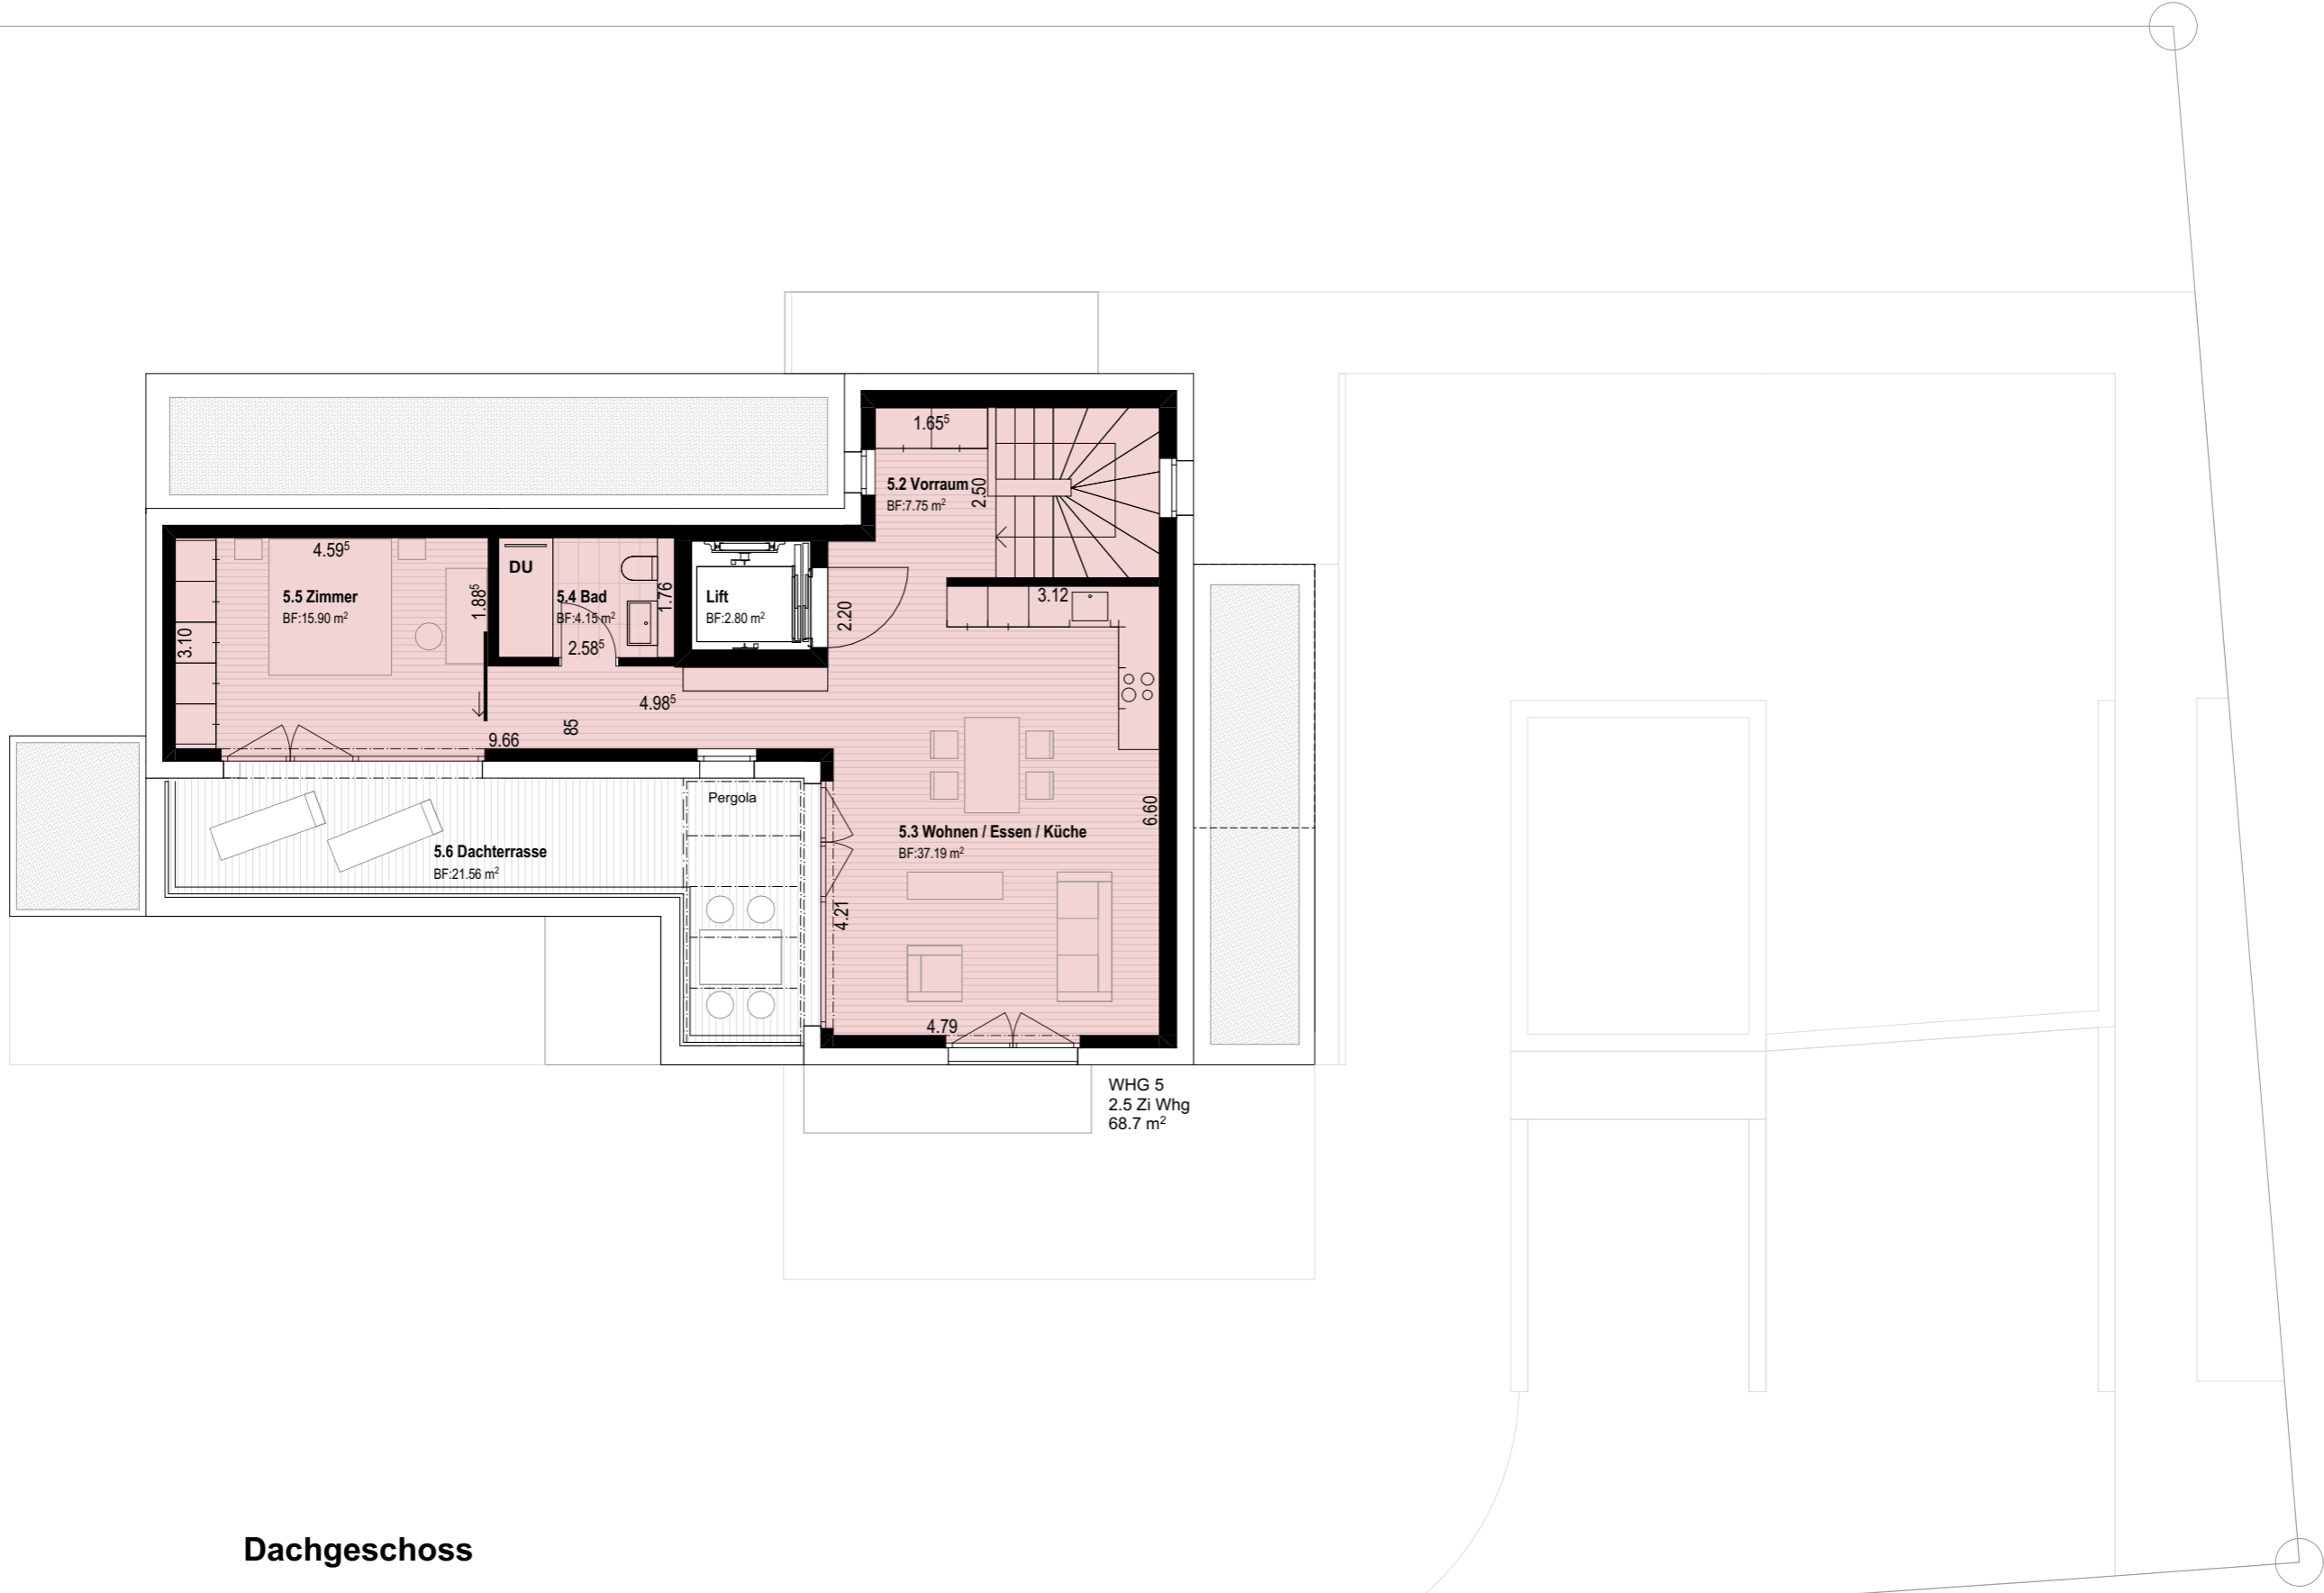 1.65⁵
5.2 Vorraum
BF:7.75 m²
2.50
4.59⁵
5.5 Zimmer
BF:15.90 m²
3.10
1.88⁵
DU
5.4 Bad
BF:4.15 m²
1.76
2.58⁵
Lift
BF:2.80 m²
2.20
3.12
4.98⁵
85
9.66
Pergola
5.6 Dachterrasse
BF:21.56 m²
5.3 Wohnen / Essen / Küche
BF:37.19 m²
6.60
4.21
4.79
WHG 5
2.5 Zi Whg
68.7 m²
Dachgeschoss